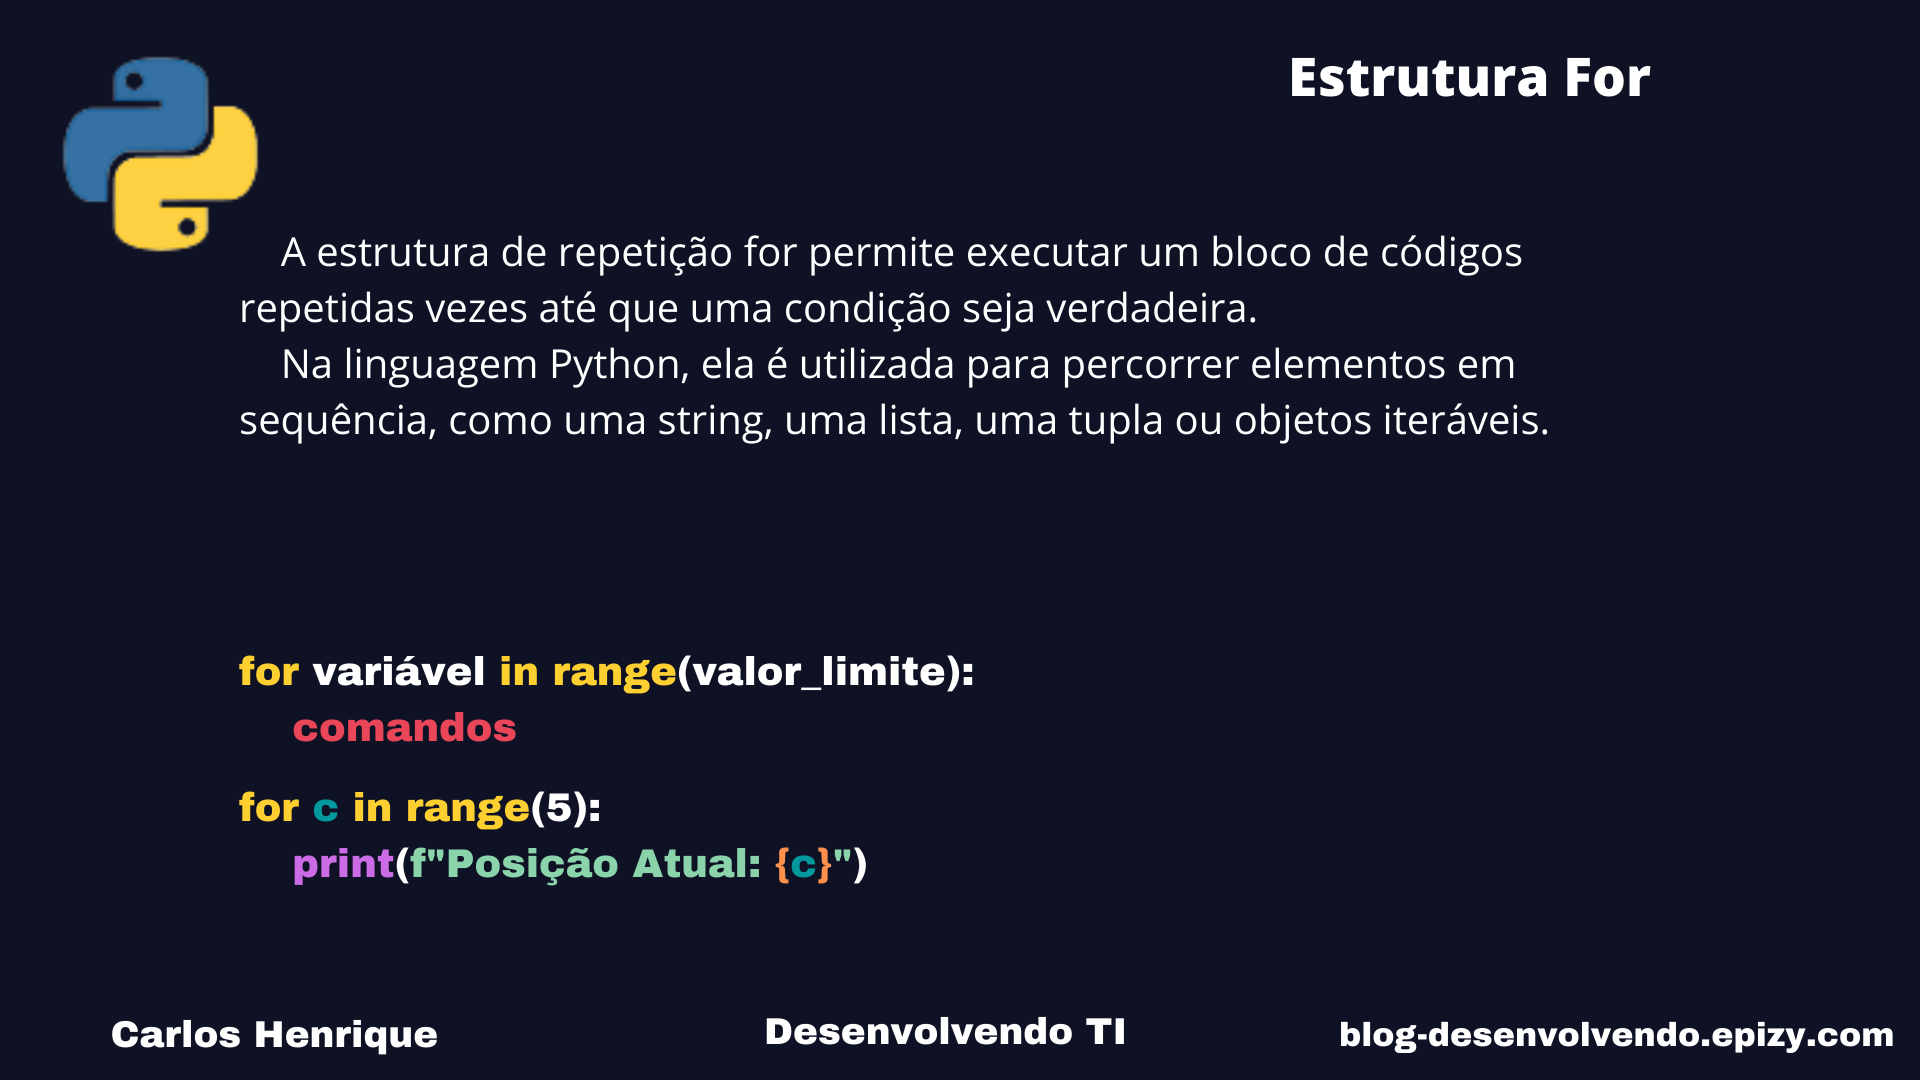 Estrutura For
A estrutura de repetição for permite executar um bloco de códigos
repetidas vezes até que uma condição seja verdadeira.
Na linguagem Python, ela é utilizada para percorrer elementos em
sequência, como uma string, uma lista, uma tupla ou objetos iteráveis.
for variável in range(valor_limite):
comandos
for c in range(5):
print(f"Posição Atual: {c}")
Carlos Henrique
Desenvolvendo TI
blog-desenvolvendo.epizy.com